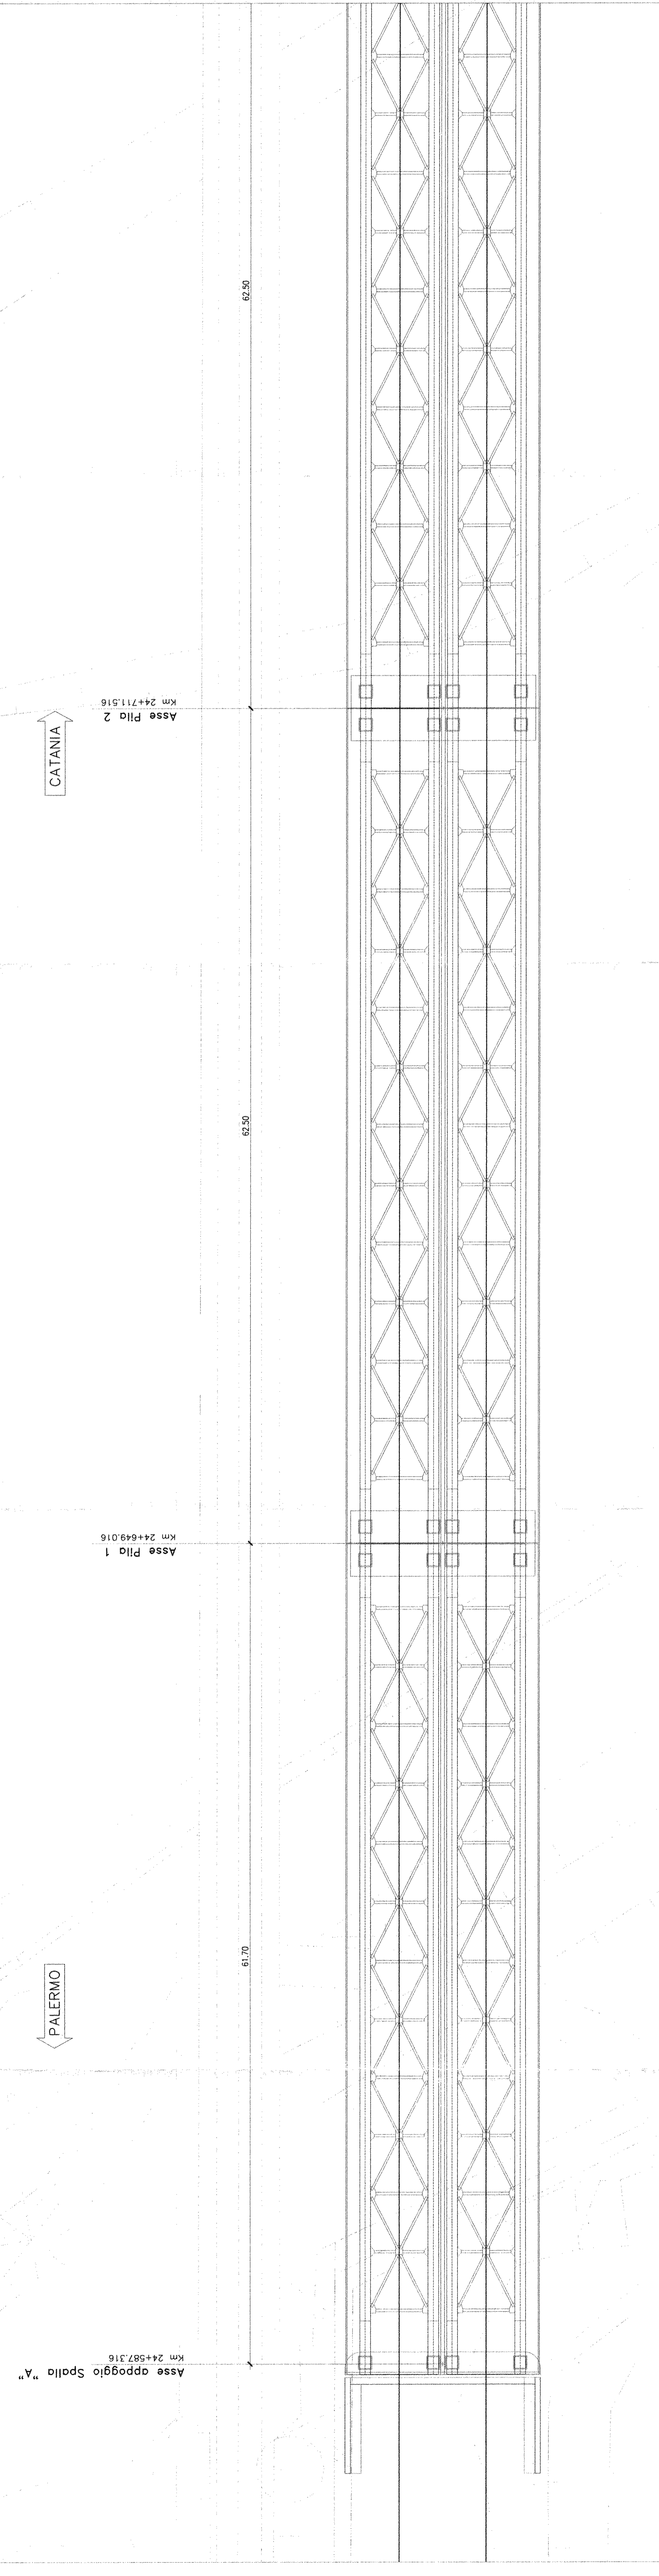 62.50
Asse Pila 2
Km 24+711.516
CATANIA
62.50
Asse Pila 1
Km 24+649.016
PALERMO
61.70
Asse appoggio Spalla "A"
Km 24+587.316